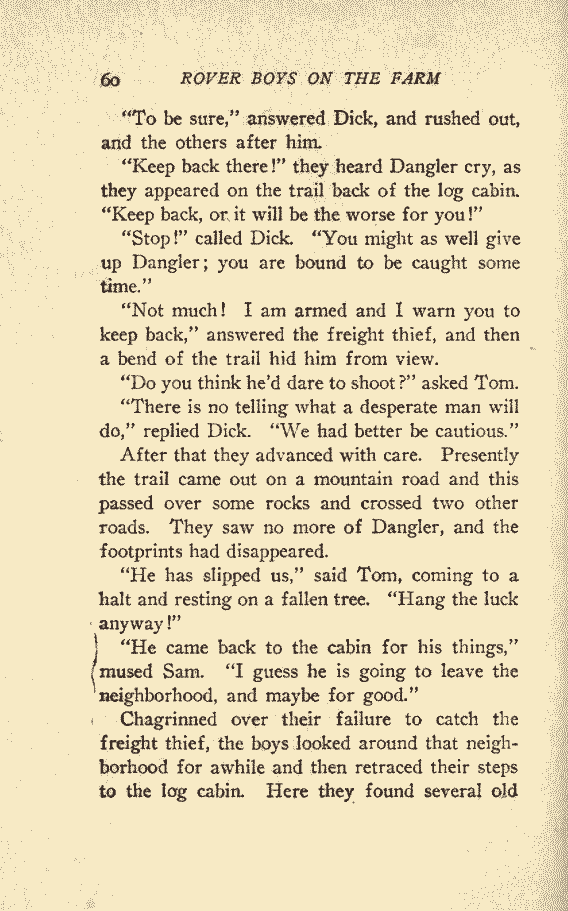 60 ROVER BOYS ON THE FARM
“To be sure,” answered Dick, and rushed out,
and the others after him.
“Keep back there!” they heard Dangler cry, as
they appeared on the trail back of the log cabin.
“Keep back, or it will be the worse for you!”
“Stop!” called Dick. “You might as well give
up Dangler; you are bound to be caught some
time.”
“Not much! I am armed and I warn you to
keep back,” answered the freight thief, and then
a bend of the trail hid him from view.
“Do you think he’d dare to shoot?” asked Tom.
“There is no telling what a desperate man will
do,” replied Dick. “We had better be cautious.”
After that they advanced with care. Presently
the trail came out on a mountain road and this
passed over some rocks and crossed two other
roads. They saw no more of Dangler, and the
footprints had disappeared.
“He has slipped us,” said Tom, coming to a
halt and resting on a fallen tree. “Hang the luck
anyway!”
“He came back to the cabin for his things,”
mused Sam. “I guess he is going to leave the
neighborhood, and maybe for good.”
Chagrinned over their failure to catch the
freight thief, the boys looked around that neigh-
borhood for awhile and then retraced their steps
to the log cabin. Here they found several old